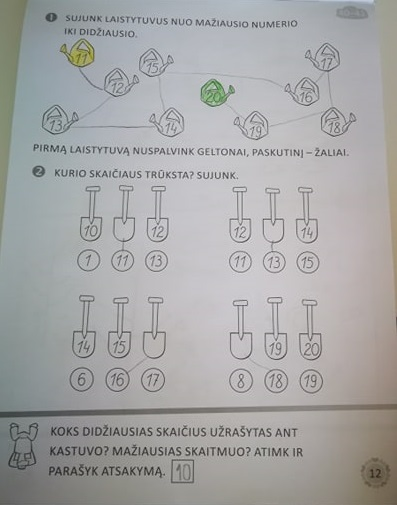 1 SUJUNK LAISTYTUVUS NUO MAŽIAUSIO NUMERIO
IKI DIDŽIAUSIO.
11 12 15 20 16 17
13 14 19 18
PIRMĄ LAISTYTUVĄ NUSPALVINK GELTONAI, PASKUTINĮ – ŽALIAI.
2 KURIO SKAIČIAUS TRŪKSTA? SUJUNK.
10 12 12 14
1 11 13 11 13 15
14 15 19 20
6 16 17 8 18 19
KOKS DIDŽIAUSIAS SKAIČIUS UŽRAŠYTAS ANT
KASTUVO? MAŽIAUSIAS SKAITMUO? ATIMK IR
PARAŠYK ATSAKYMĄ. 10
12